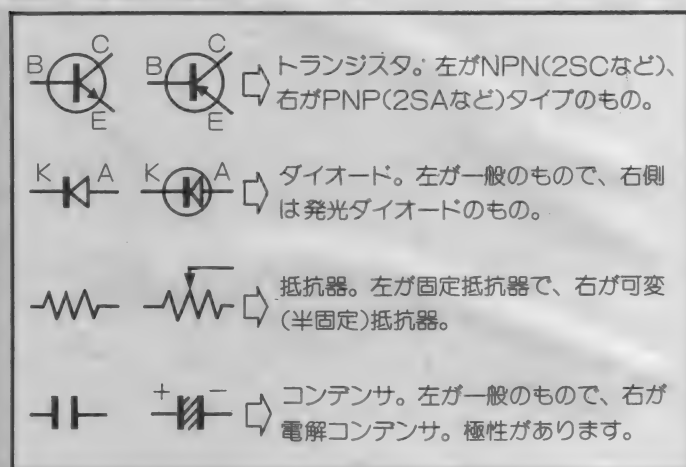 B C E B C E トランジスタ。左がNPN(2SCなど)、
右がPNP(2SAなど)タイプのもの。
K A K A ダイオード。左が一般のもので、右側
は発光ダイオードのもの。
抵抗器。左が固定抵抗器で、右が可変
(半固定)抵抗器。
+ − コンデンサ。左が一般のもので、右が
電解コンデンサ。極性があります。